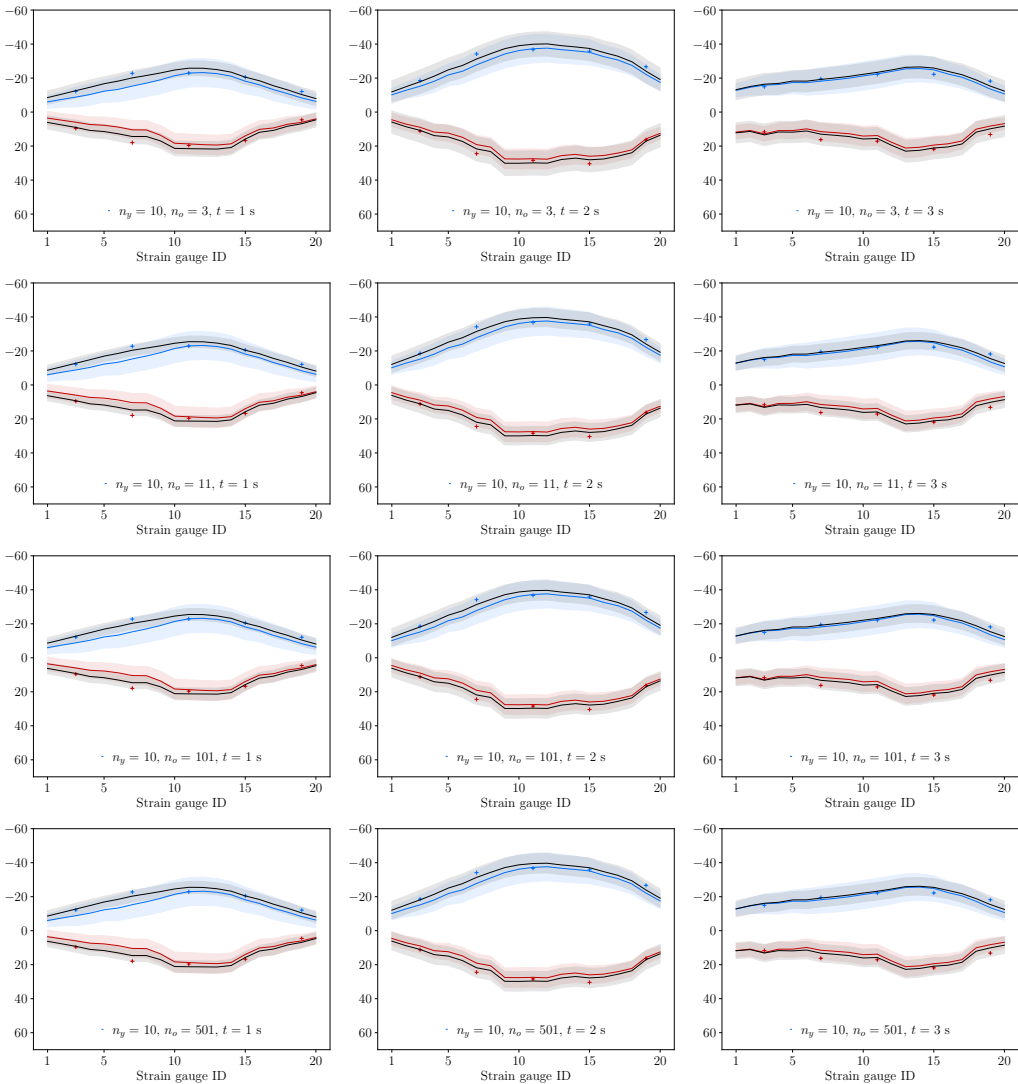 −60
−40
−20
0
20
40
60
1 5 10 15 20
Strain gauge ID
n_y = 10, n_o = 3, t = 1 s
−60
−40
−20
0
20
40
60
1 5 10 15 20
Strain gauge ID
n_y = 10, n_o = 3, t = 2 s
−60
−40
−20
0
20
40
60
1 5 10 15 20
Strain gauge ID
n_y = 10, n_o = 3, t = 3 s
−60
−40
−20
0
20
40
60
1 5 10 15 20
Strain gauge ID
n_y = 10, n_o = 11, t = 1 s
−60
−40
−20
0
20
40
60
1 5 10 15 20
Strain gauge ID
n_y = 10, n_o = 11, t = 2 s
−60
−40
−20
0
20
40
60
1 5 10 15 20
Strain gauge ID
n_y = 10, n_o = 11, t = 3 s
−60
−40
−20
0
20
40
60
1 5 10 15 20
Strain gauge ID
n_y = 10, n_o = 101, t = 1 s
−60
−40
−20
0
20
40
60
1 5 10 15 20
Strain gauge ID
n_y = 10, n_o = 101, t = 2 s
−60
−40
−20
0
20
40
60
1 5 10 15 20
Strain gauge ID
n_y = 10, n_o = 101, t = 3 s
−60
−40
−20
0
20
40
60
1 5 10 15 20
Strain gauge ID
n_y = 10, n_o = 501, t = 1 s
−60
−40
−20
0
20
40
60
1 5 10 15 20
Strain gauge ID
n_y = 10, n_o = 501, t = 2 s
−60
−40
−20
0
20
40
60
1 5 10 15 20
Strain gauge ID
n_y = 10, n_o = 501, t = 3 s